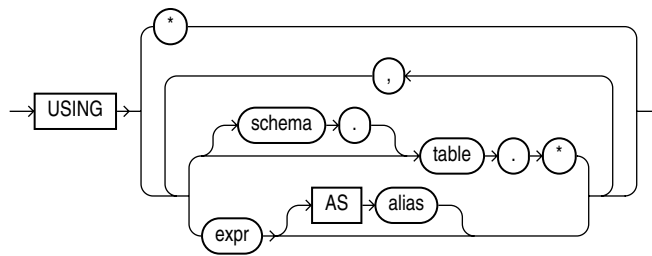 *
,
USING
schema .
table . *
AS alias
expr